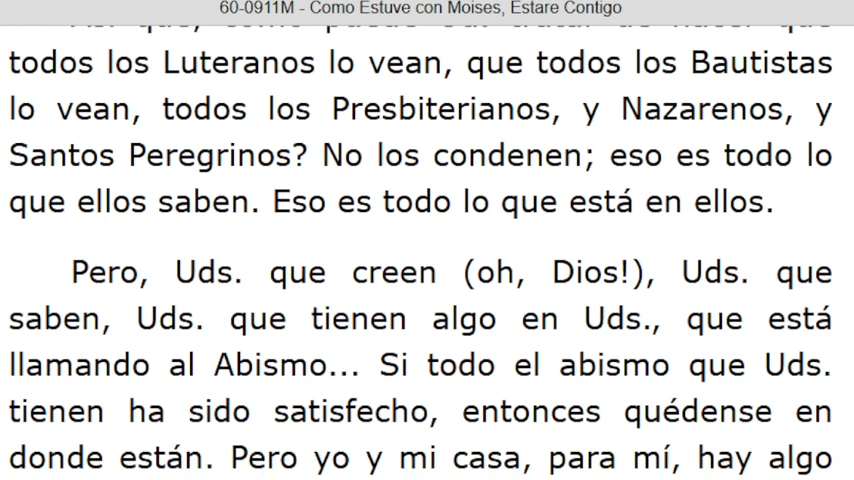 60-0911M - Como Estuve con Moises, Estare Contigo
todos los Luteranos lo vean, que todos los Bautistas
lo vean, todos los Presbiterianos, y Nazarenos, y
Santos Peregrinos? No los condenen; eso es todo lo
que ellos saben. Eso es todo lo que está en ellos.
Pero, Uds. que creen (oh, Dios!), Uds. que
saben, Uds. que tienen algo en Uds., que está
llamando al Abismo... Si todo el abismo que Uds.
tienen ha sido satisfecho, entonces quédense en
donde están. Pero yo y mi casa, para mí, hay algo